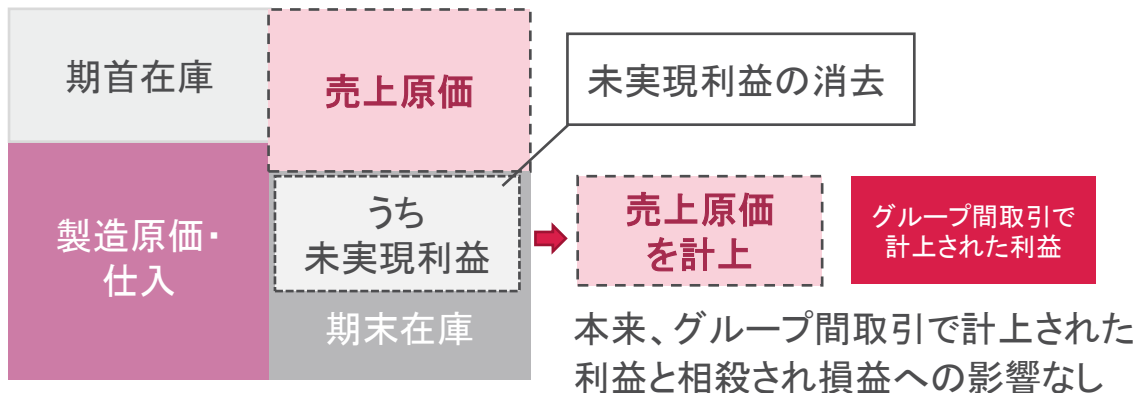 期首在庫
売上原価
未実現利益の消去
製造原価・
仕入
うち
未実現利益
期末在庫
売上原価
を計上
グループ間取引で
計上された利益
本来、グループ間取引で計上された
利益と相殺され損益への影響なし